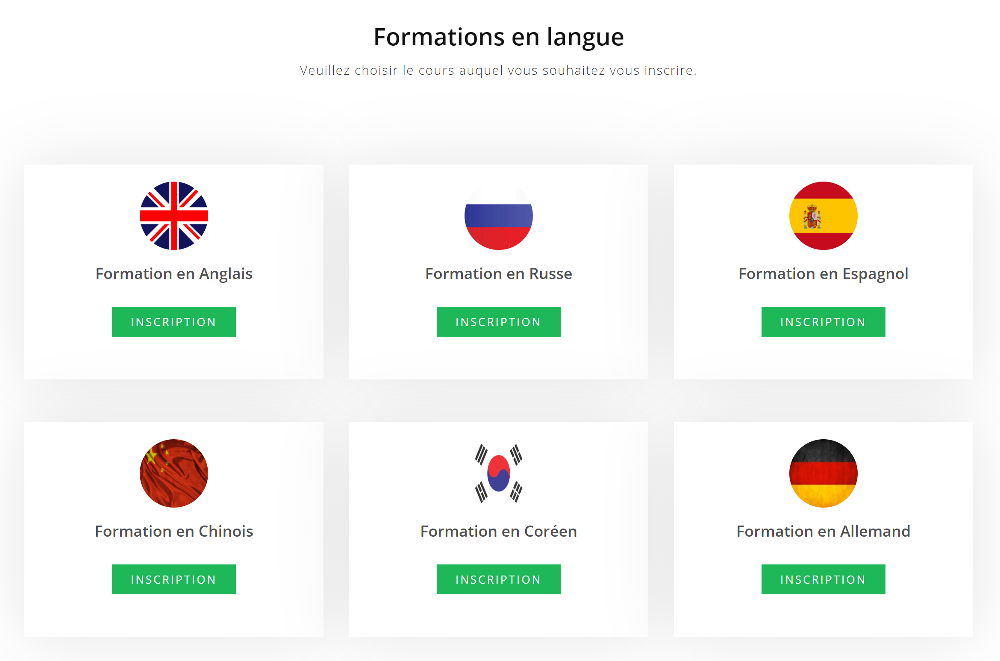 Formations en langue
Veuillez choisir le cours auquel vous souhaitez vous inscrire.
Formation en Anglais
INSCRIPTION
Formation en Russe
INSCRIPTION
Formation en Espagnol
INSCRIPTION
Formation en Chinois
INSCRIPTION
Formation en Coréen
INSCRIPTION
Formation en Allemand
INSCRIPTION